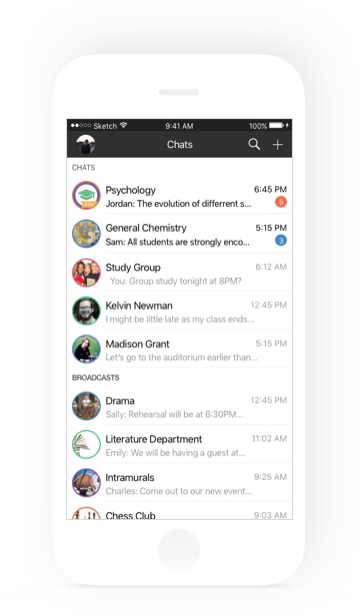 Sketch 9:41 AM 100%
Chats
CHATS
Psychology 6:45 PM
Jordan: The evolution of different s... 5
General Chemistry 5:15 PM
Sam: All students are strongly enco... 3
Study Group 6:12 AM
You: Group study tonight at 8PM?
Kelvin Newman 12:45 PM
I might be little late as my class ends...
Madison Grant 5:15 PM
Let's go to the auditorium earlier than...
BROADCASTS
Drama 12:45 PM
Sally: Rehearsal will be at 6:30PM...
Literature Department 11:02 AM
Emily: We will be having a guest at...
Intramurals 9:25 AM
Charles: Come out to our new event...
Chess Club 9:03 AM